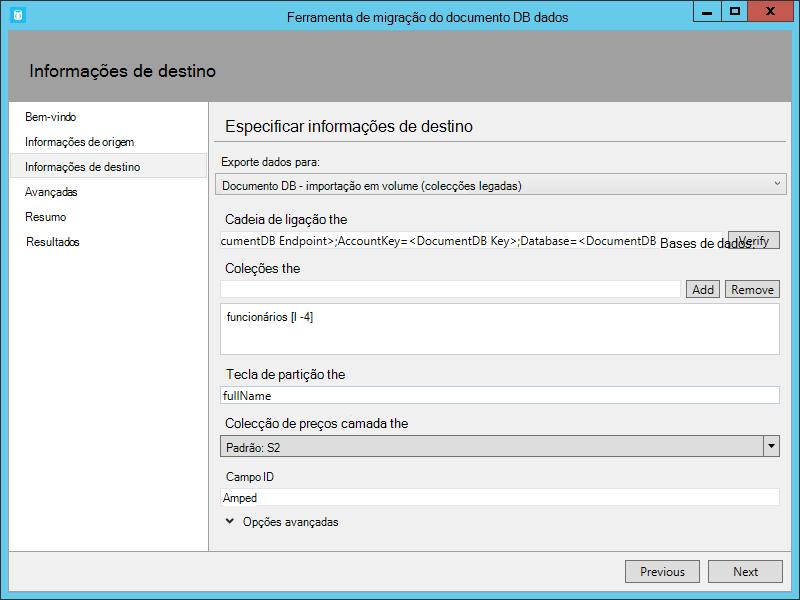 Ferramenta de migração do documento DB dados
Informações de destino
Bem-vindo
Informações de origem
Informações de destino
Avançadas
Resumo
Resultados
Especificar informações de destino
Exporte dados para:
Documento DB - importação em volume (colecções legadas)
Cadeia de ligação the
cumentDB Endpoint>;AccountKey=<DocumentDB Key>;Database=<DocumentDB Bases de dados. Verify
Coleções the
Add Remove
funcionários [I -4]
Tecla de partição the
fullName
Colecção de preços camada the
Padrão: S2
Campo ID
Amped
Opções avançadas
Previous Next